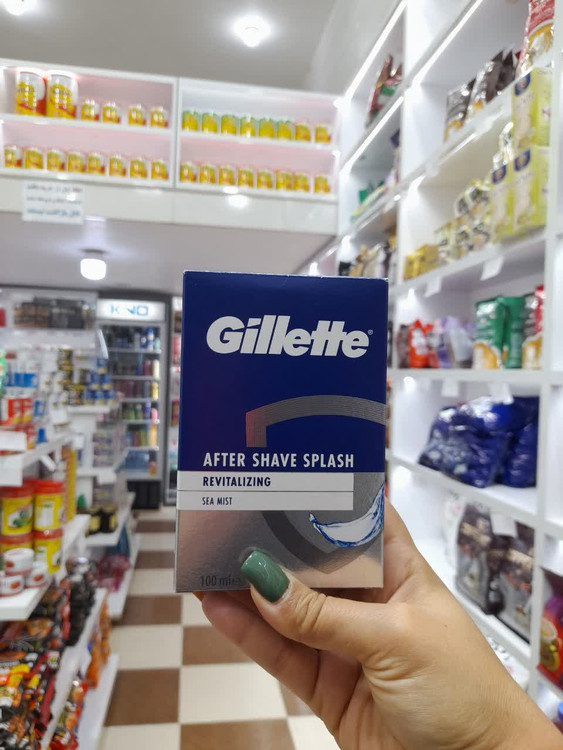 KINO
Gillette®
AFTER SHAVE SPLASH
REVITALIZING
SEA MIST
100 ml